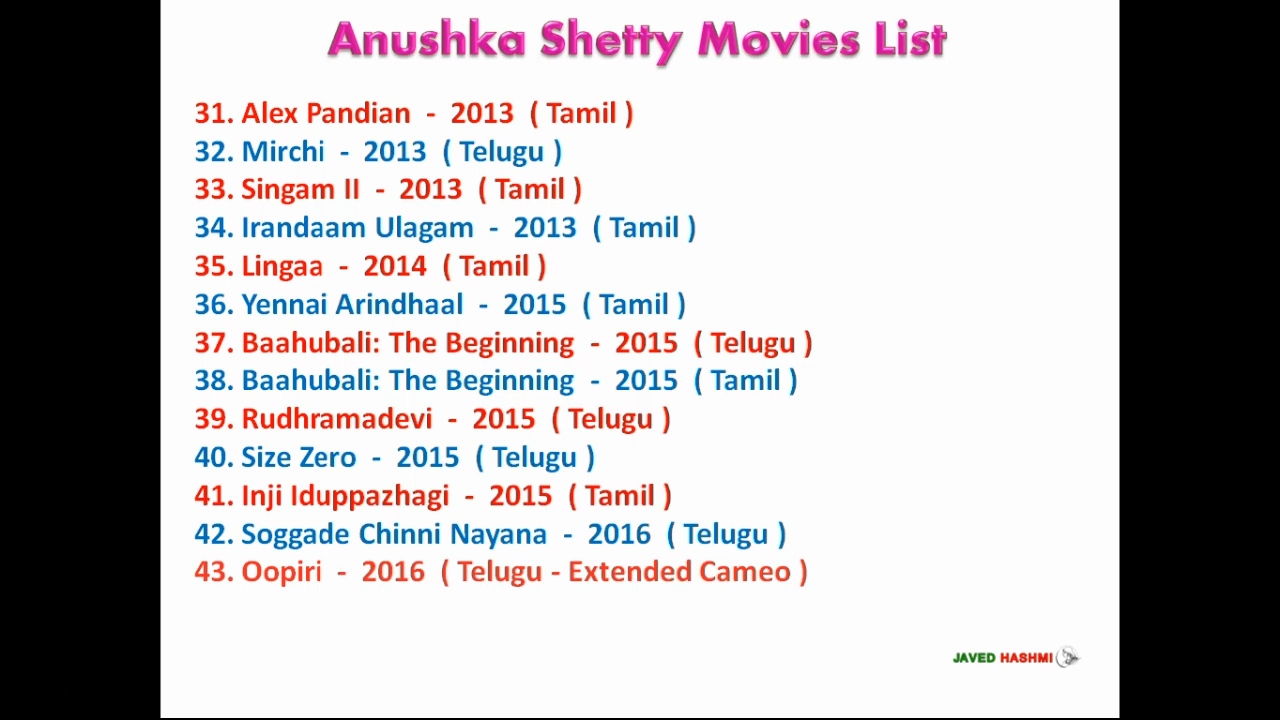 Anushka Shetty Movies List
31. Alex Pandian - 2013 ( Tamil )
32. Mirchi - 2013 ( Telugu )
33. Singam II - 2013 ( Tamil )
34. Irandaam Ulagam - 2013 ( Tamil )
35. Lingaa - 2014 ( Tamil )
36. Yennai Arindhaal - 2015 ( Tamil )
37. Baahubali: The Beginning - 2015 ( Telugu )
38. Baahubali: The Beginning - 2015 ( Tamil )
39. Rudhramadevi - 2015 ( Telugu )
40. Size Zero - 2015 ( Telugu )
41. Inji Iduppazhagi - 2015 ( Tamil )
42. Soggade Chinni Nayana - 2016 ( Telugu )
43. Oopiri - 2016 ( Telugu - Extended Cameo )
JAVED HASHMI